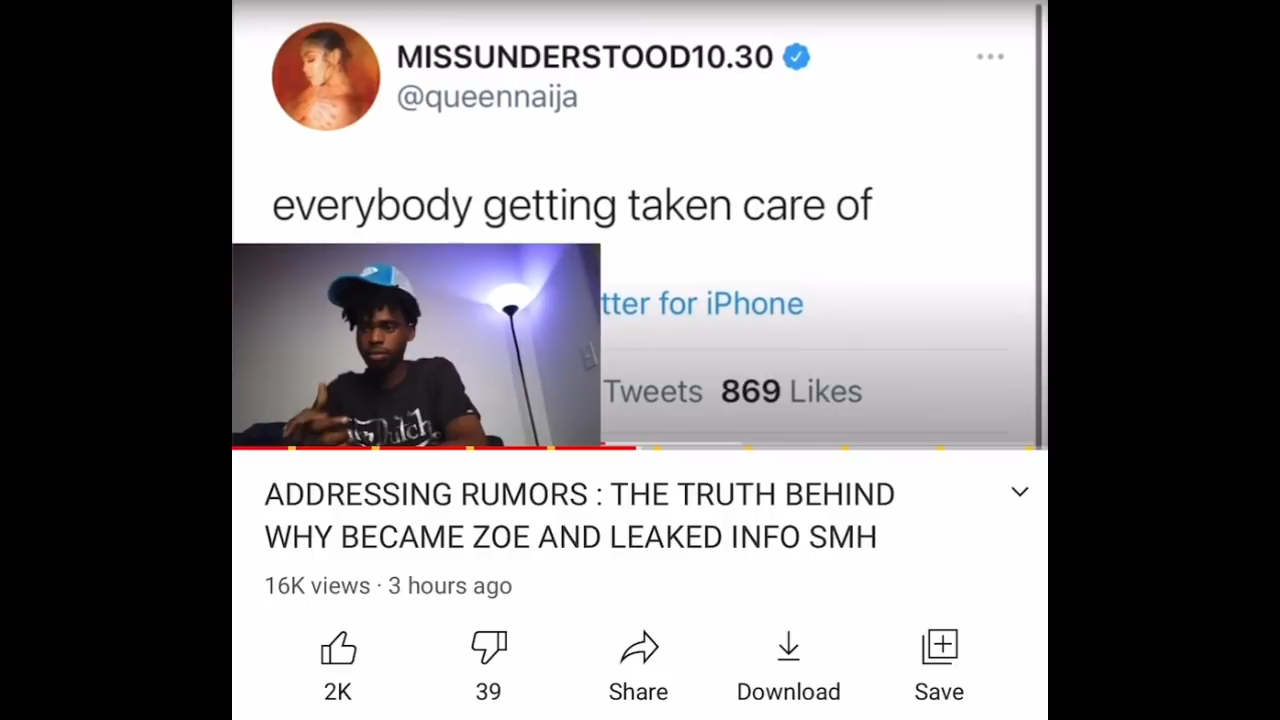 MISSUNDERSTOOD10.30
@queennaija
everybody getting taken care of
tter for iPhone
Tweets 869 Likes
Dutch.
ADDRESSING RUMORS : THE TRUTH BEHIND
WHY BECAME ZOE AND LEAKED INFO SMH
16K views · 3 hours ago
2K
39
Share
Download
Save